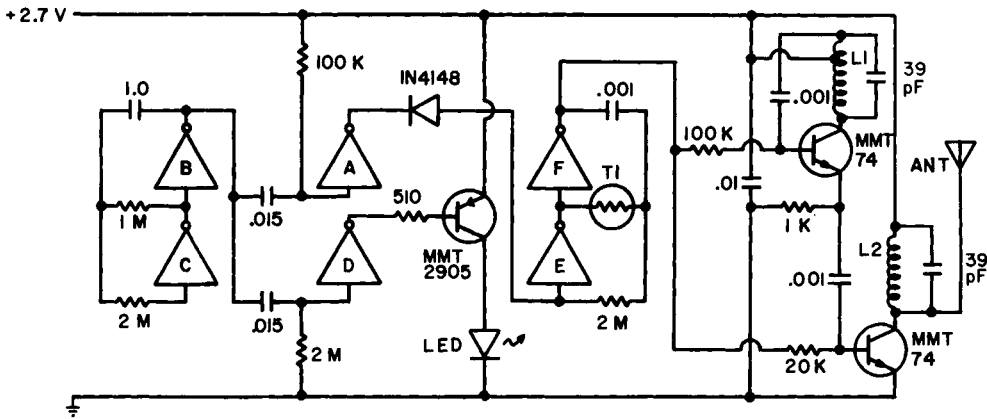 +2.7 V
100 K
1.0
IN4148
.001
L1
39
pF
.001
100 K
MMT
74
ANT
B
A
F
T1
.01
.015
510
1 M
1 K
L2
MMT
2905
39
pF
C
D
E
.001
2 M
.015
2 M
2 M
LED
20 K
MMT
74